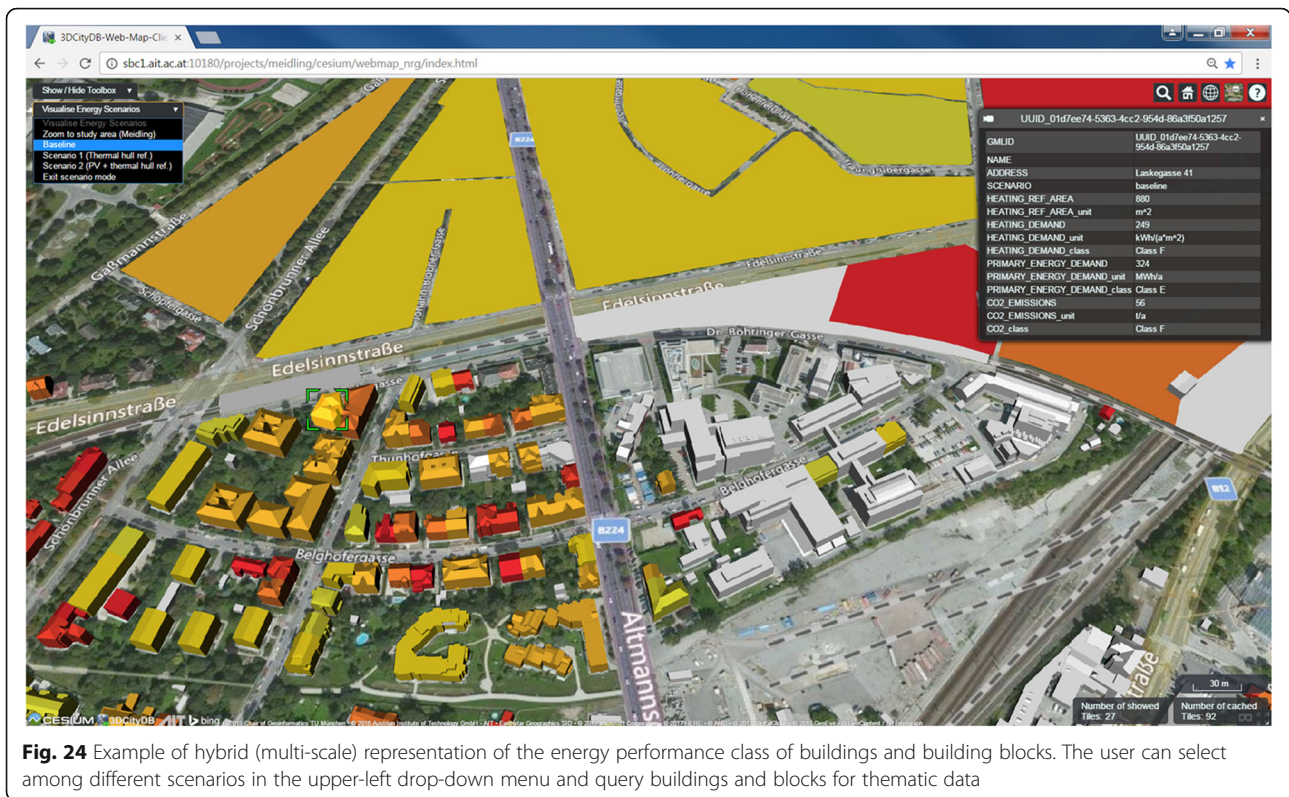 3DCityDB-Web-Map-Clie
sbc1.ait.ac.at:10180/projects/meidling/cesium/webmap_nrg/index.html
Show / Hide Toolbox
Visualise Energy Scenarios
Visualise Energy Scenarios
Zoom to study area (Meidling)
Baseline
Scenario 1 (Thermal hull ref.)
Scenario 2 (PV + thermal hull ref.)
Exit scenario mode
UUID_01d7ee74-5363-4cc2-954d-86a3f50a1257
GMLID UUID_01d7ee74-5363-4cc2-
954d-86a3f50a1257
NAME
ADDRESS Laskegasse 41
SCENARIO baseline
HEATING_REF_AREA 880
HEATING_REF_AREA_unit m^2
HEATING_DEMAND 249
HEATING_DEMAND_unit kWh/(a*m^2)
HEATING_DEMAND_class Class F
PRIMARY_ENERGY_DEMAND 324
PRIMARY_ENERGY_DEMAND_unit MWh/a
PRIMARY_ENERGY_DEMAND_class Class E
CO2_EMISSIONS 56
CO2_EMISSIONS_unit t/a
CO2_class Class F
B224
Gaßmannstraße
Schöpfergasse
Schönbrunner Allee
Edelsinnstraße
Edelsinnstraße
Edelsinnstraße
Dr.-Böhringer Gasse
Schönbrunner Allee
Thunhofgasse
Belghofergasse
Belghofergasse
B224
B12
Altmanns
straße
30 m
Number of showed
Tiles: 27
Number of cached
Tiles: 92
CESIUM 3DCityDB AIT bing
Fig. 24 Example of hybrid (multi-scale) representation of the energy performance class of buildings and building blocks. The user can select
among different scenarios in the upper-left drop-down menu and query buildings and blocks for thematic data